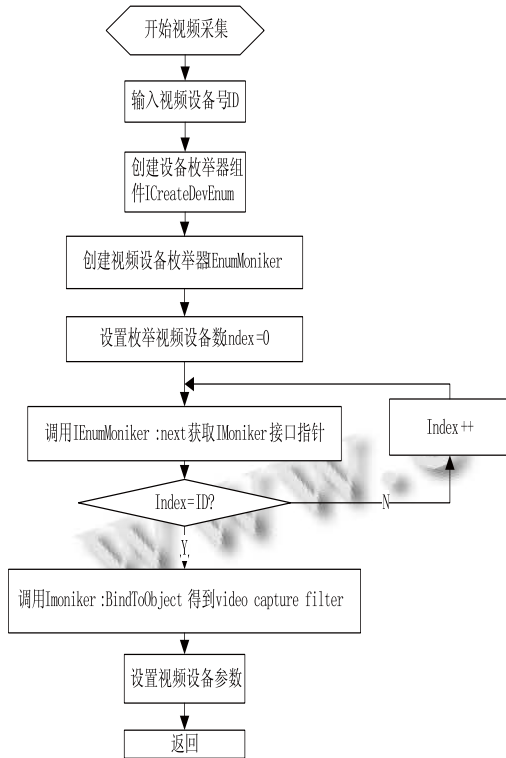 开始视频采集
输入视频设备号ID
创建设备枚举器组
件ICreateDevEnum
创建视频设备枚举器IEnumMoniker
设置枚举视频设备数index=0
调用IEnumMoniker :next 获取IMoniker 接口指针
Index++
Index=ID?
N
Y
调用Imoniker :BindToObject 得到video capture filter
设置视频设备参数
返回